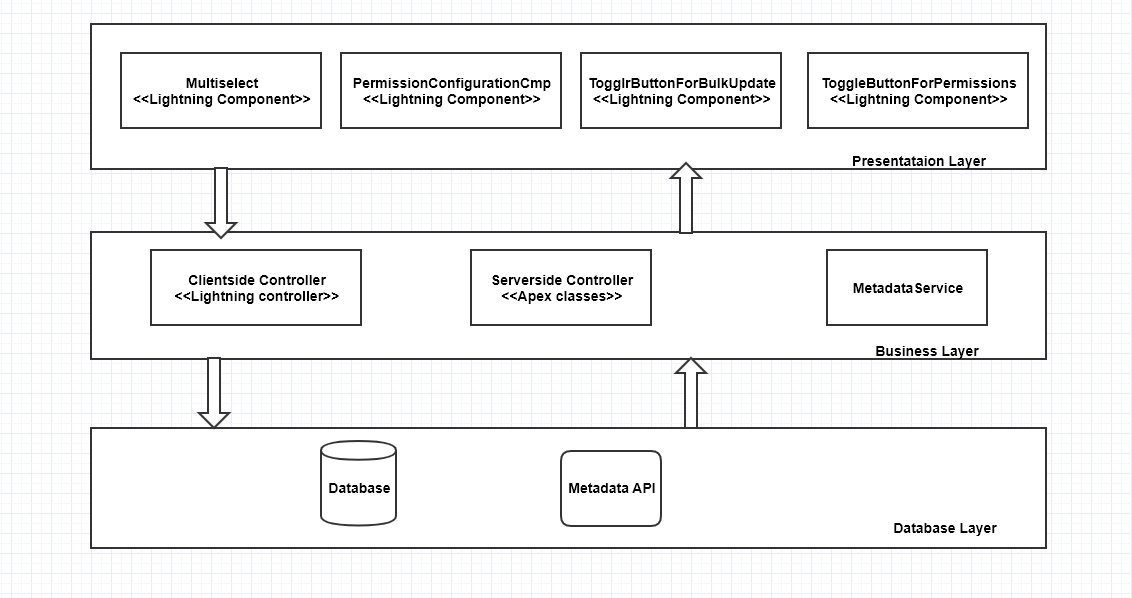 Multiselect
<<Lightning Component>>
PermissionConfigurationCmp
<<Lightning Component>>
TogglrButtonForBulkUpdate
<<Lightning Component>>
ToggleButtonForPermissions
<<Lightning Component>>
Presentataion Layer
Clientside Controller
<<Lightning controller>>
Serverside Controller
<<Apex classes>>
MetadataService
Business Layer
Database
Metadata API
Database Layer